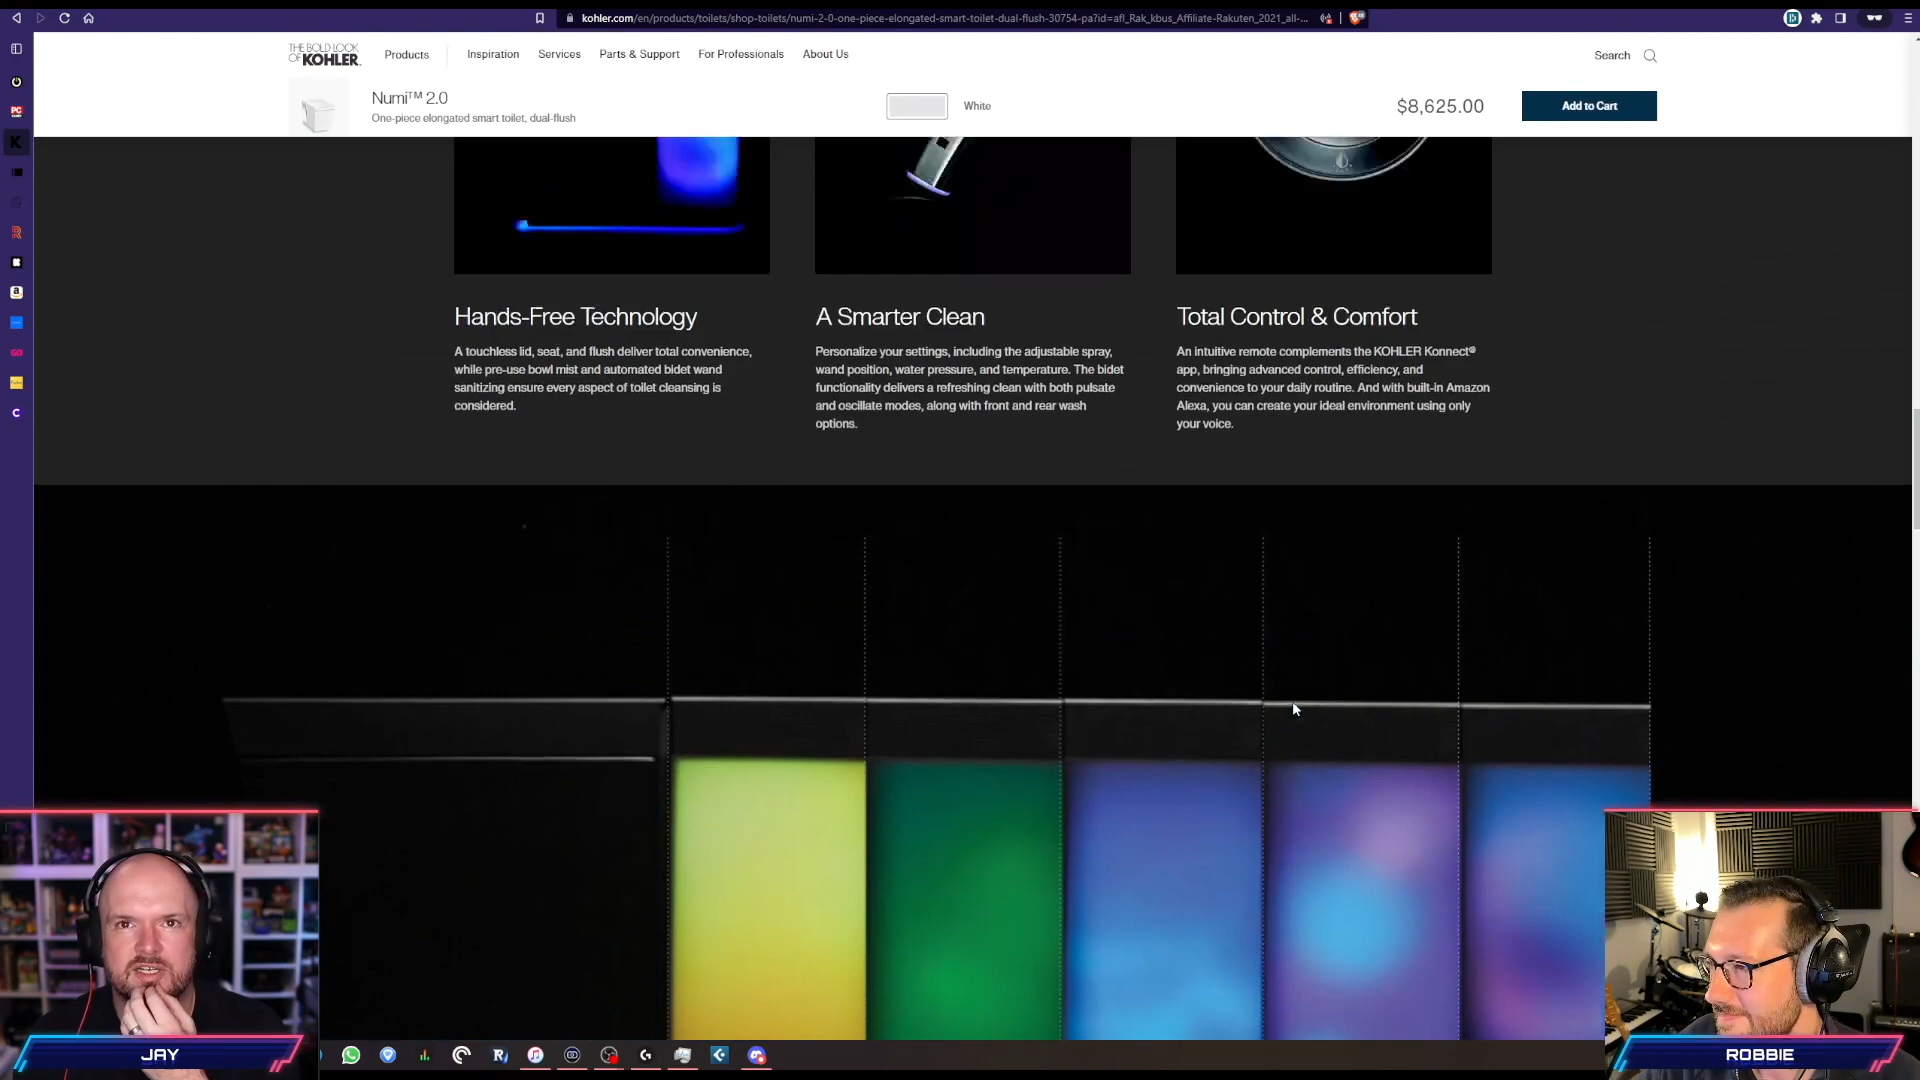 kohler.com/en/products/toilets/shop-toilets/numi-2-0-one-piece-elongated-smart-toilet-dual-flush-30754-pa?id=afl_Rak_kbus_Affiliate-Rakuten_2021_all-...
THE BOLD LOOK
OF KOHLER.
Products
Inspiration
Services
Parts & Support
For Professionals
About Us
Search
Numi™ 2.0
One-piece elongated smart toilet, dual-flush
White
$8,625.00
Add to Cart
Hands-Free Technology
A touchless lid, seat, and flush deliver total convenience,
while pre-use bowl mist and automated bidet wand
sanitizing ensure every aspect of toilet cleansing is
considered.
A Smarter Clean
Personalize your settings, including the adjustable spray,
wand position, water pressure, and temperature. The bidet
functionality delivers a refreshing clean with both pulsate
and oscillate modes, along with front and rear wash
options.
Total Control & Comfort
An intuitive remote complements the KOHLER Konnect®
app, bringing advanced control, efficiency, and
convenience to your daily routine. And with built-in Amazon
Alexa, you can create your ideal environment using only
your voice.
JAY
ROBBIE